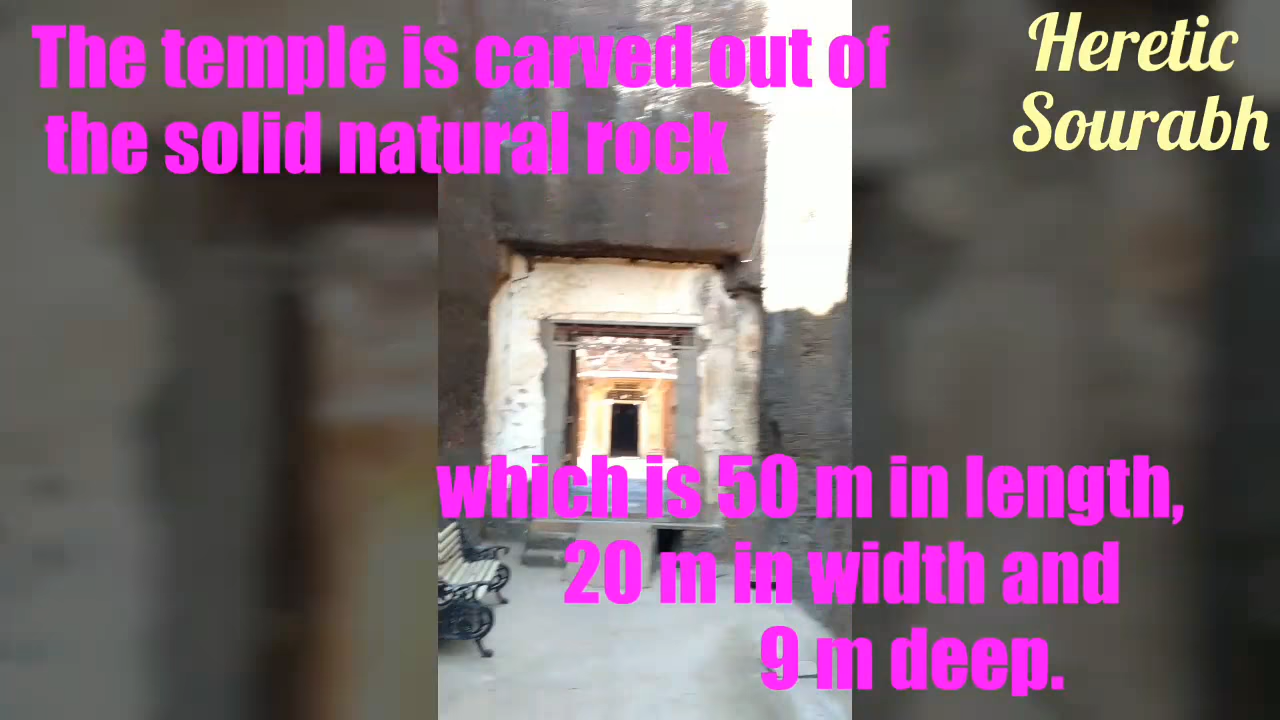 The temple is carved out of
the solid natural rock
Heretic
Sourabh
which is 50 m in length,
20 m in width and
9 m deep.